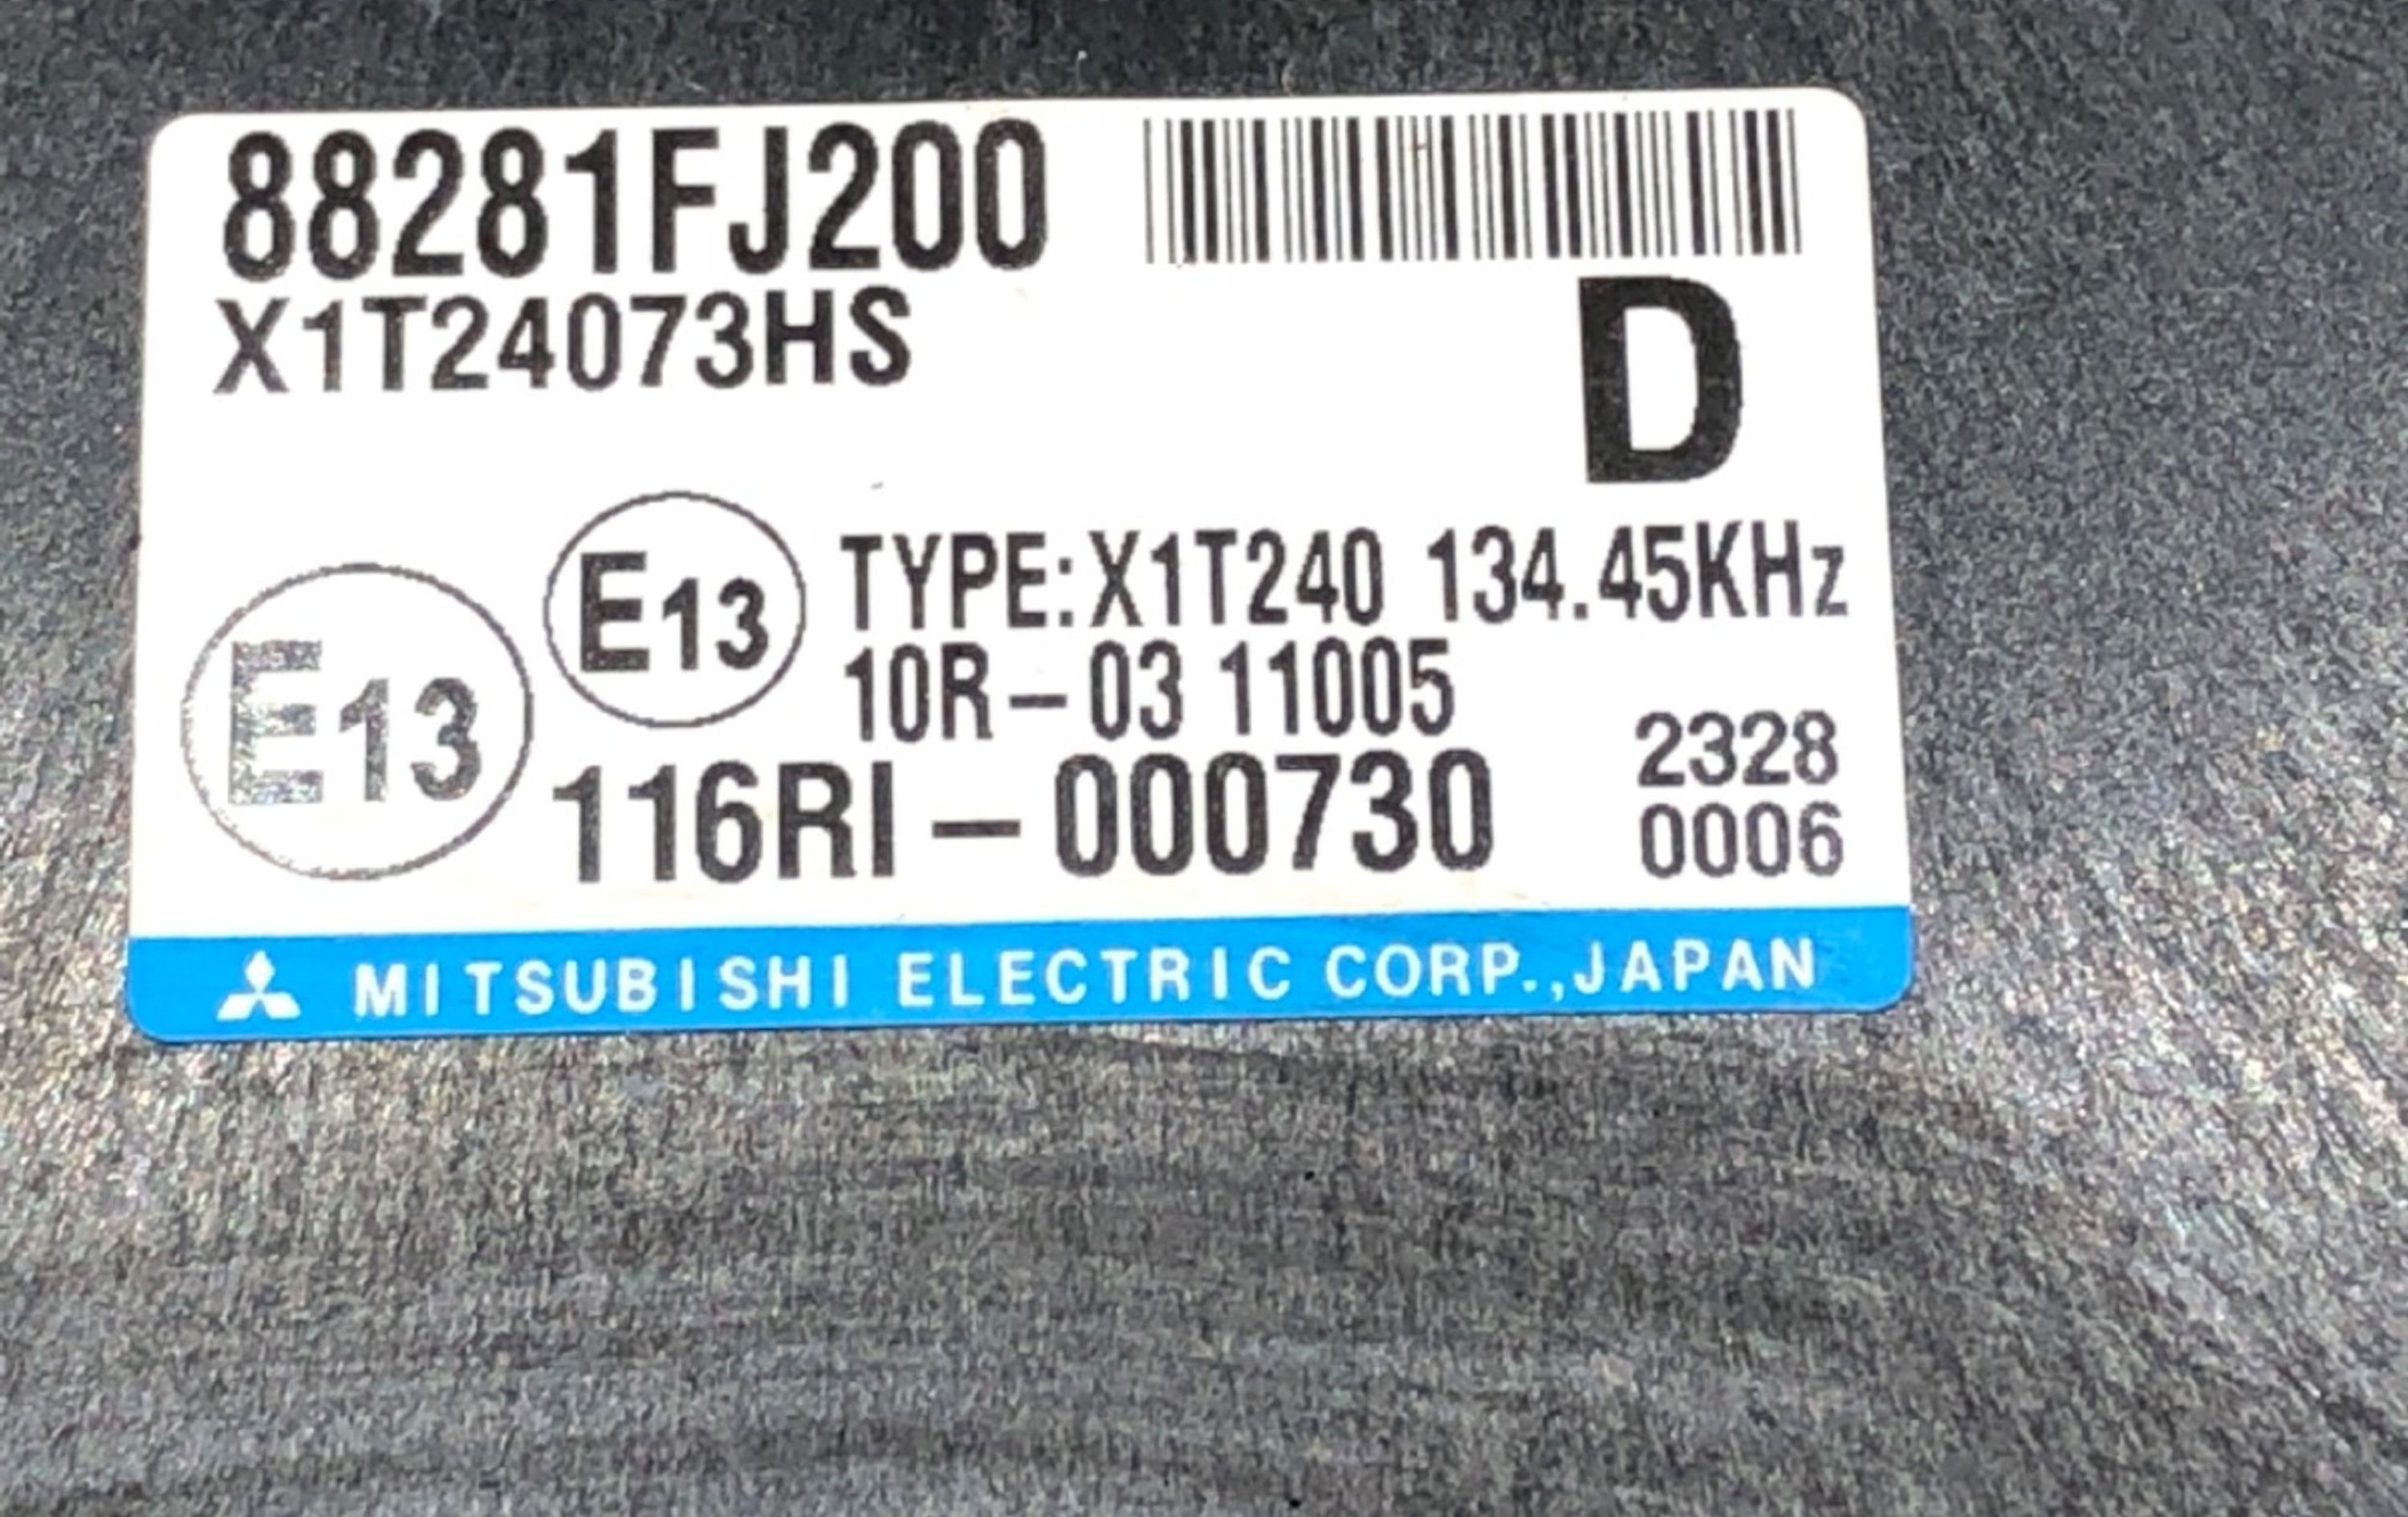 88281FJ200
X1T24073HS
D
E13
E13
TYPE:X1T240 134.45KHz
10R-03 11005
116RI-000730
2328
0006
MITSUBISHI ELECTRIC CORP.,JAPAN